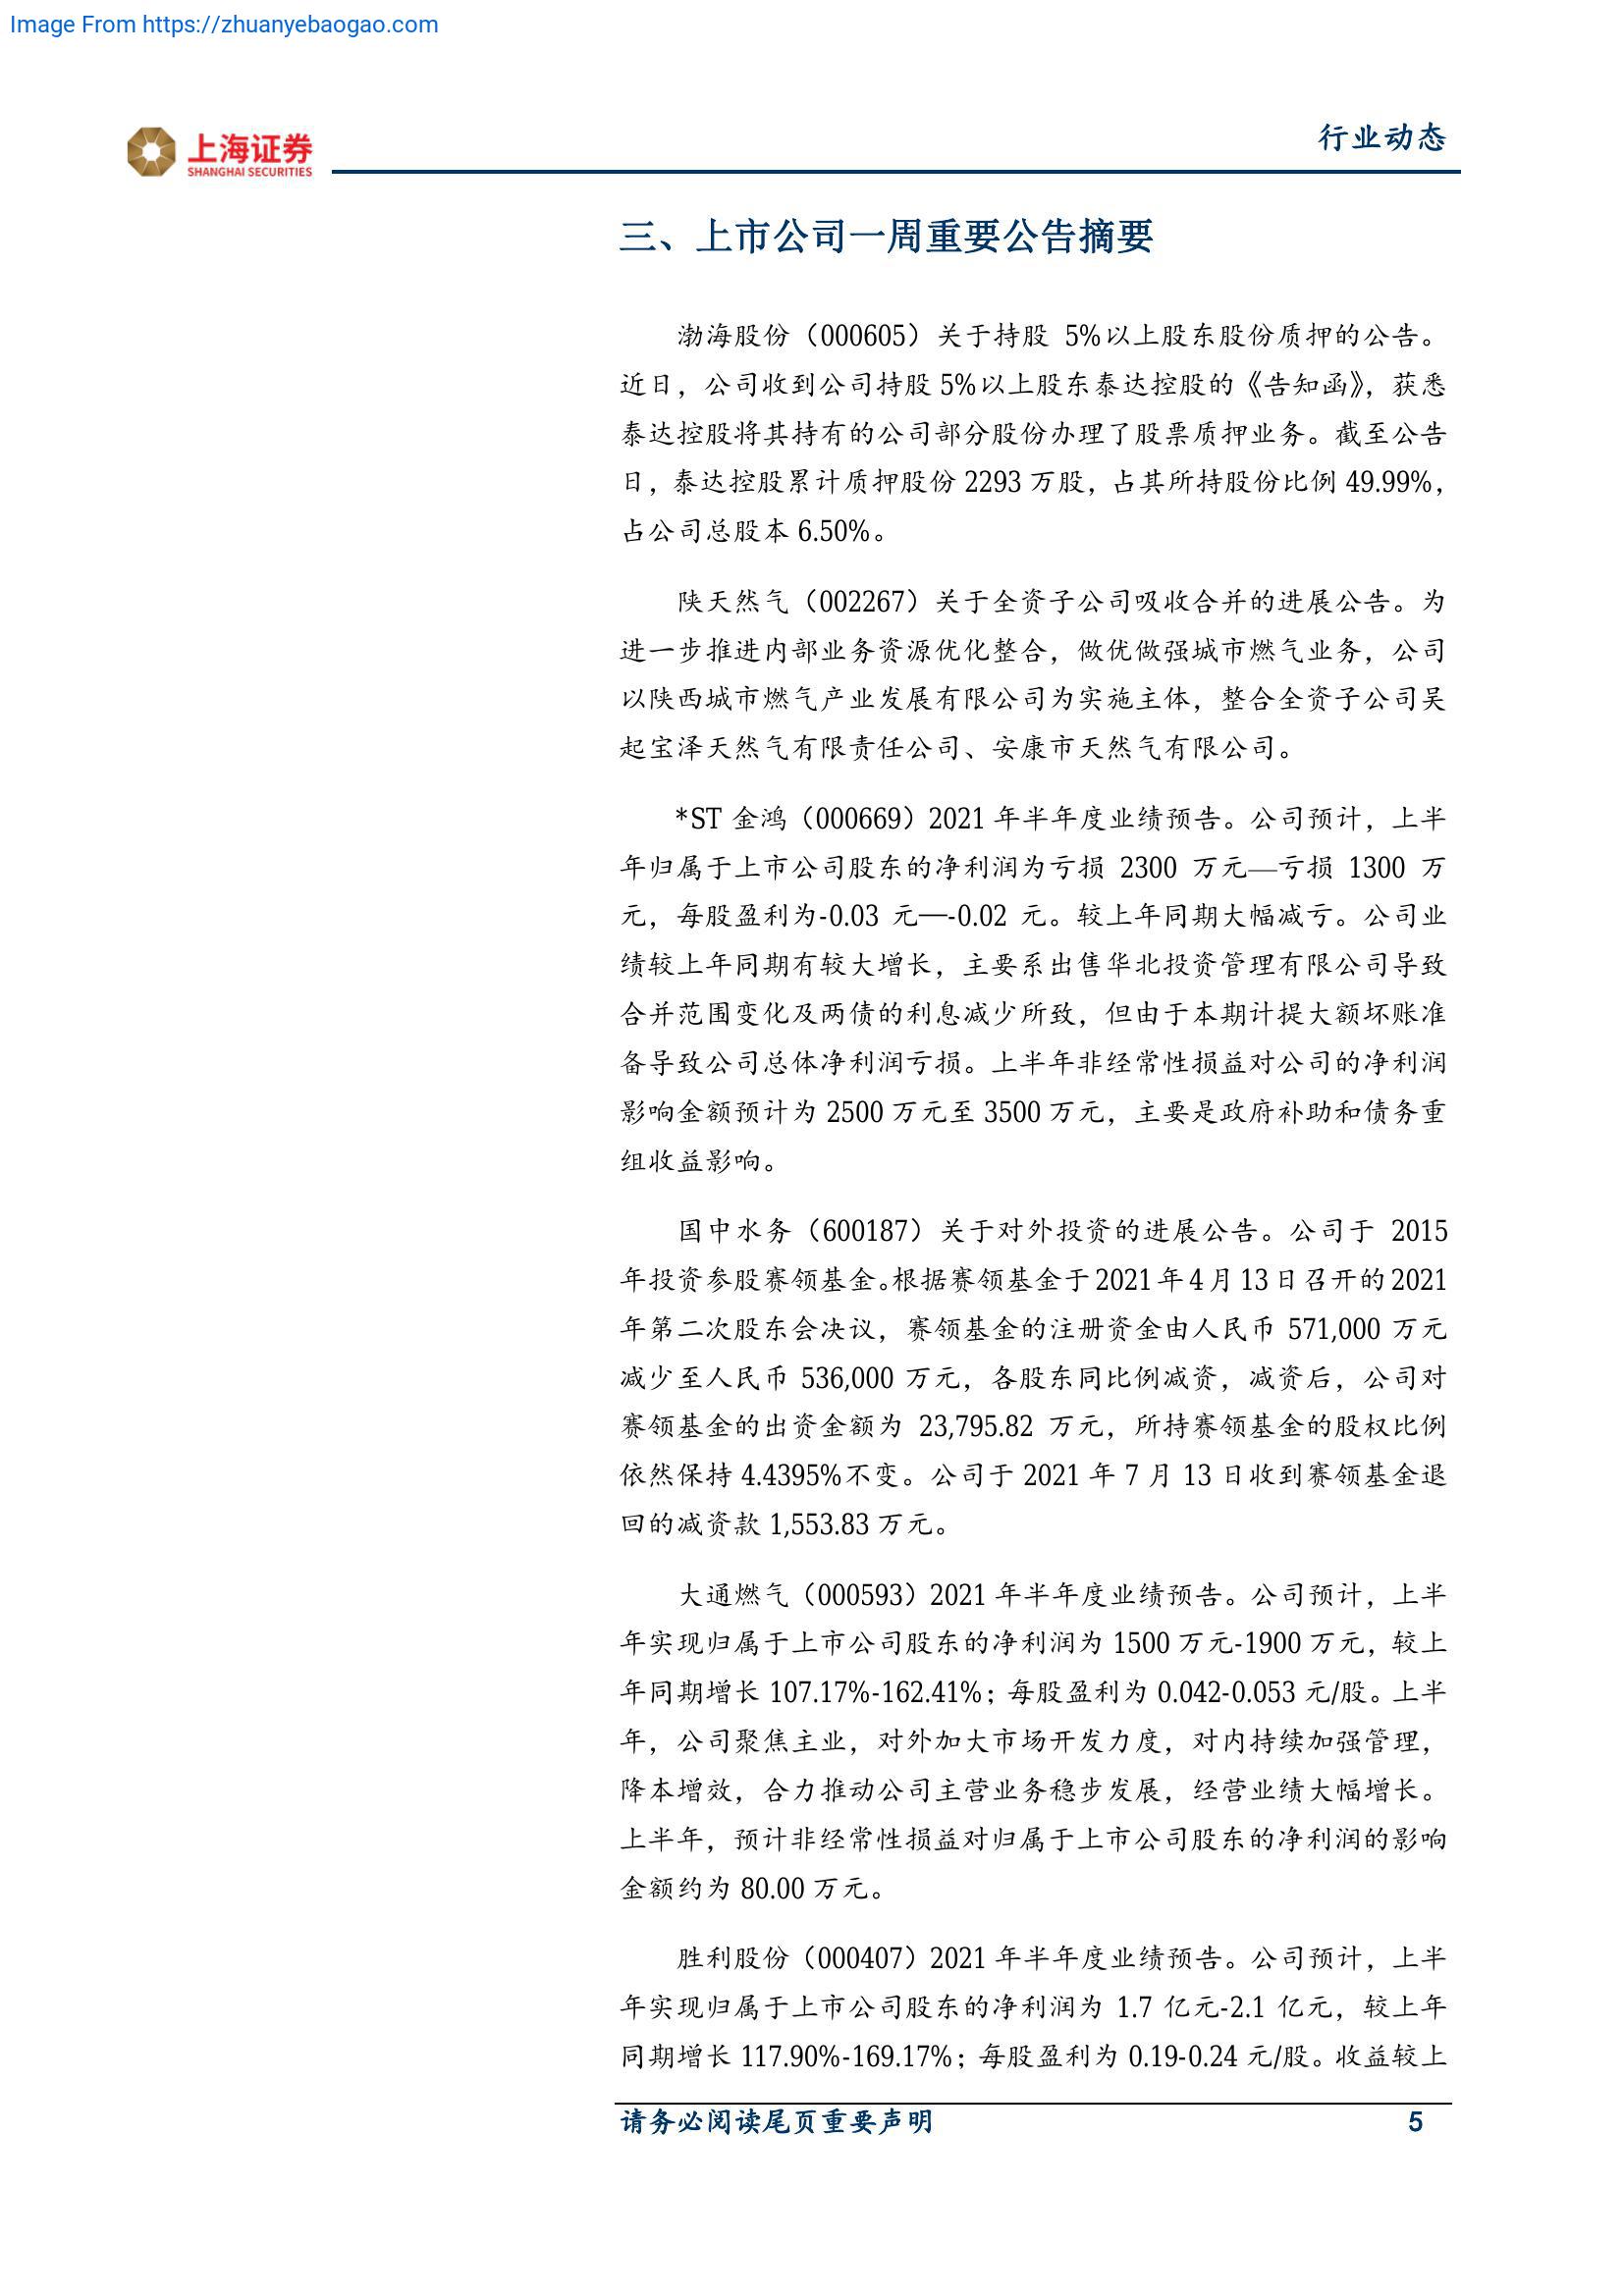 Image From https://zhuanyebaogao.com
上海证券
SHANGHAI SECURITIES
行业动态
三、上市公司一周重要公告摘要
渤海股份（000605）关于持股 5%以上股东股份质押的公告。
近日，公司收到公司持股 5%以上股东泰达控股的《告知函》，获悉
泰达控股将其持有的公司部分股份办理了股票质押业务。截至公告
日，泰达控股累计质押股份 2293 万股，占其所持股份比例 49.99%，
占公司总股本 6.50%。
陕天然气（002267）关于全资子公司吸收合并的进展公告。为
进一步推进内部业务资源优化整合，做优做强城市燃气业务，公司
以陕西城市燃气产业发展有限公司为实施主体，整合全资子公司吴
起宝泽天然气有限责任公司、安康市天然气有限公司。
*ST 金鸿（000669）2021 年半年度业绩预告。公司预计，上半
年归属于上市公司股东的净利润为亏损 2300 万元—亏损 1300 万
元，每股盈利为-0.03 元—-0.02 元。较上年同期大幅减亏。公司业
绩较上年同期有较大增长，主要系出售华北投资管理有限公司导致
合并范围变化及两债的利息减少所致，但由于本期计提大额坏账准
备导致公司总体净利润亏损。上半年非经常性损益对公司的净利润
影响金额预计为 2500 万元至 3500 万元，主要是政府补助和债务重
组收益影响。
国中水务（600187）关于对外投资的进展公告。公司于 2015
年投资参股赛领基金。根据赛领基金于 2021 年 4 月 13 日召开的 2021
年第二次股东会决议，赛领基金的注册资金由人民币 571,000 万元
减少至人民币 536,000 万元，各股东同比例减资，减资后，公司对
赛领基金的出资金额为 23,795.82 万元，所持赛领基金的股权比例
依然保持 4.4395%不变。公司于 2021 年 7 月 13 日收到赛领基金退
回的减资款 1,553.83 万元。
大通燃气（000593）2021 年半年度业绩预告。公司预计，上半
年实现归属于上市公司股东的净利润为 1500 万元-1900 万元，较上
年同期增长 107.17%-162.41%；每股盈利为 0.042-0.053 元/股。上半
年，公司聚焦主业，对外加大市场开发力度，对内持续加强管理，
降本增效，合力推动公司主营业务稳步发展，经营业绩大幅增长。
上半年，预计非经常性损益对归属于上市公司股东的净利润的影响
金额约为 80.00 万元。
胜利股份（000407）2021 年半年度业绩预告。公司预计，上半
年实现归属于上市公司股东的净利润为 1.7 亿元-2.1 亿元，较上年
同期增长 117.90%-169.17%；每股盈利为 0.19-0.24 元/股。收益较上
请务必阅读尾页重要声明 5